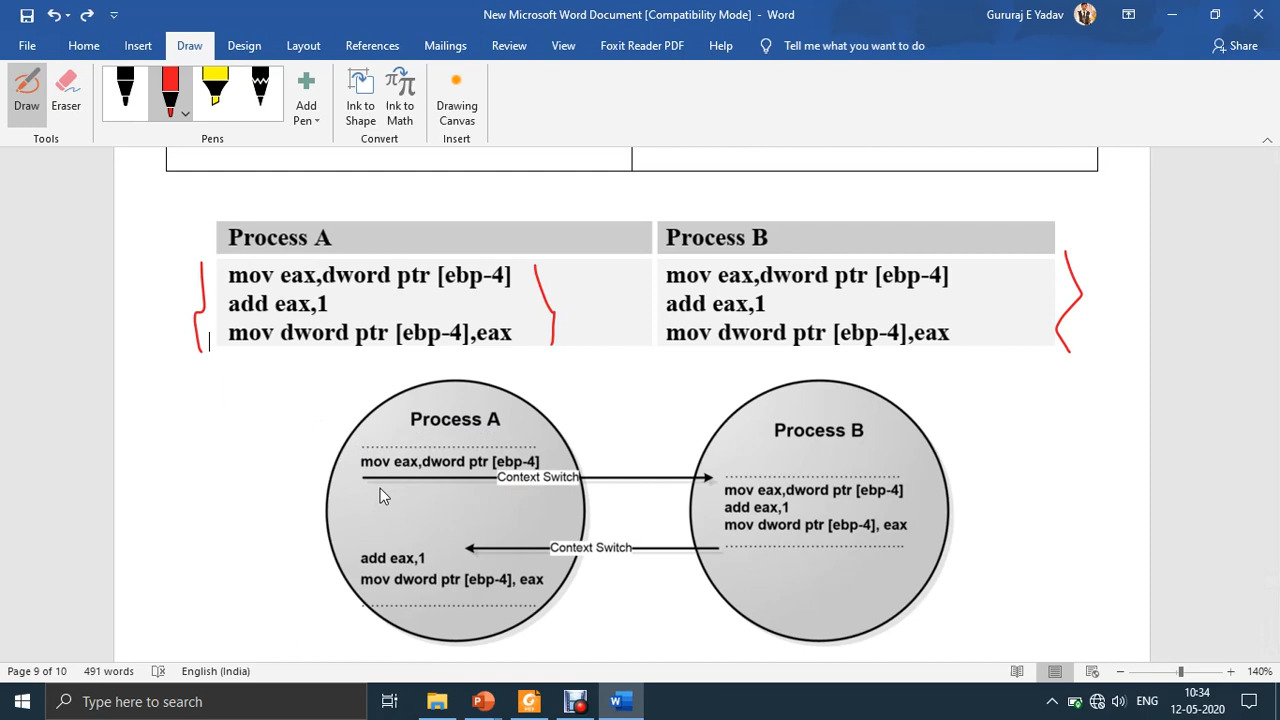 New Microsoft Word Document [Compatibility Mode] - Word
Gururaj E Yadav
File Home Insert Draw Design Layout References Mailings Review View Foxit Reader PDF Help Tell me what you want to do Share
Draw Eraser Add Pen Ink to Shape Ink to Math Drawing Canvas
Tools Pens Convert Insert
Process A Process B
mov eax,dword ptr [ebp-4] mov eax,dword ptr [ebp-4]
add eax,1 add eax,1
mov dword ptr [ebp-4],eax mov dword ptr [ebp-4],eax
Process A
mov eax,dword ptr [ebp-4]
Context Switch
add eax,1
mov dword ptr [ebp-4], eax
Process B
mov eax,dword ptr [ebp-4]
add eax,1
mov dword ptr [ebp-4], eax
Context Switch
Page 9 of 10 491 words English (India) 140%
Type here to search
ENG
10:34
12-05-2020